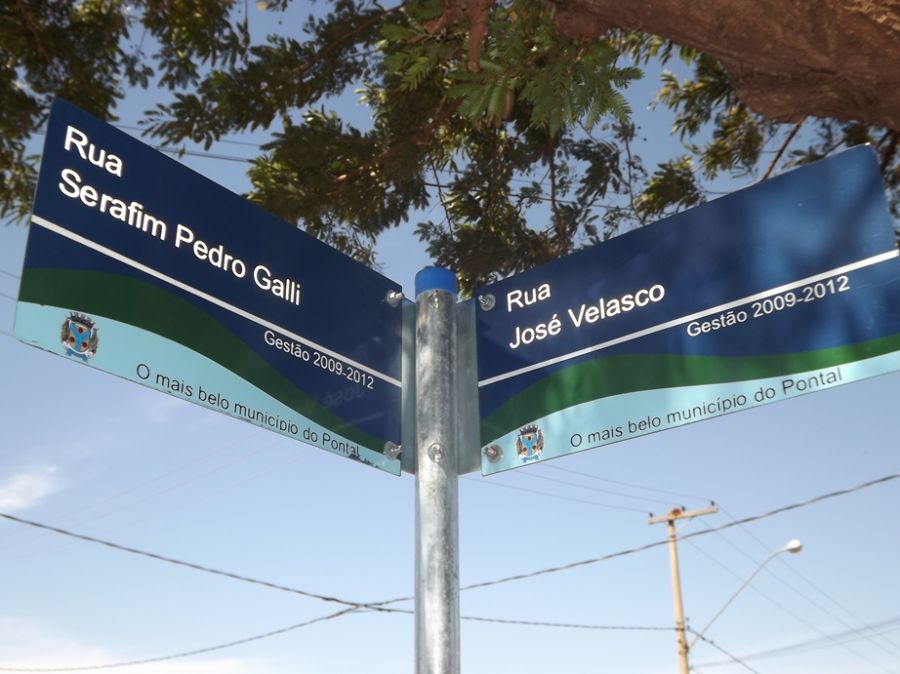 Rua
Serafim Pedro Galli
Gestão 2009-2012
O mais belo município do Pontal
Rua
José Velasco
Gestão 2009-2012
O mais belo município do Pontal